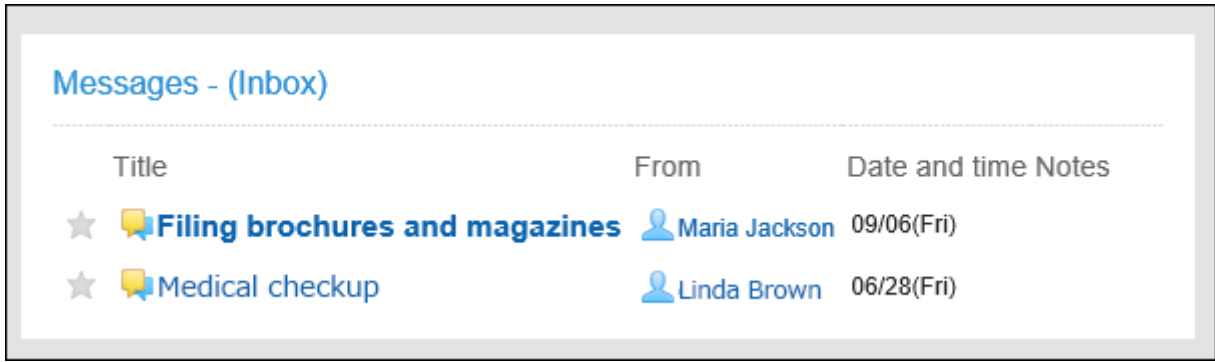 Messages - (Inbox)
Title From Date and time Notes
Filing brochures and magazines Maria Jackson 09/06(Fri)
Medical checkup Linda Brown 06/28(Fri)